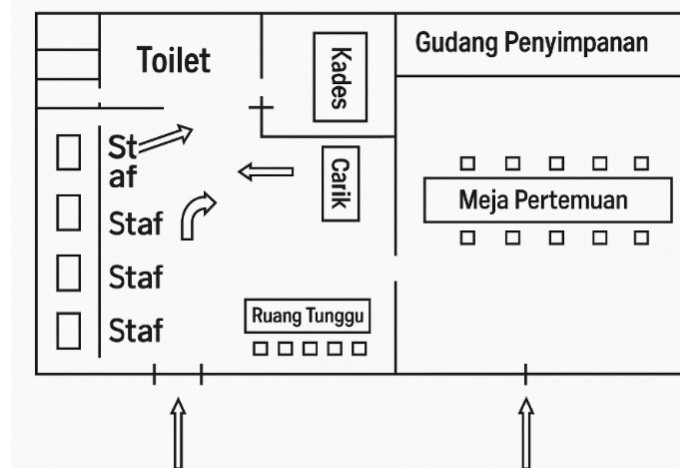 Toilet
Kades
Gudang Penyimpanan
St
af
Carik
Meja Pertemuan
Staf
Staf
Staf
Ruang Tunggu